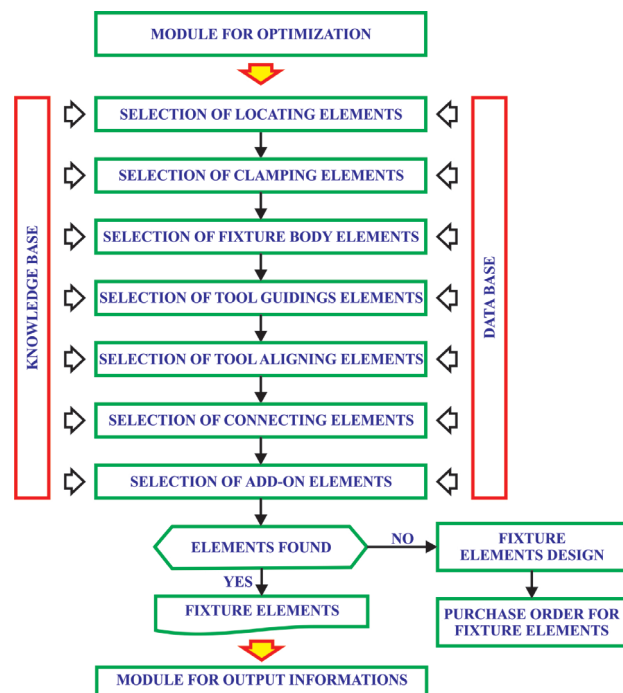 MODULE FOR OPTIMIZATION
KNOWLEDGE BASE
DATA BASE
SELECTION OF LOCATING ELEMENTS
SELECTION OF CLAMPING ELEMENTS
SELECTION OF FIXTURE BODY ELEMENTS
SELECTION OF TOOL GUIDINGS ELEMENTS
SELECTION OF TOOL ALIGNING ELEMENTS
SELECTION OF CONNECTING ELEMENTS
SELECTION OF ADD-ON ELEMENTS
ELEMENTS FOUND
NO
FIXTURE
ELEMENTS DESIGN
YES
FIXTURE ELEMENTS
PURCHASE ORDER FOR
FIXTURE ELEMENTS
MODULE FOR OUTPUT INFORMATIONS